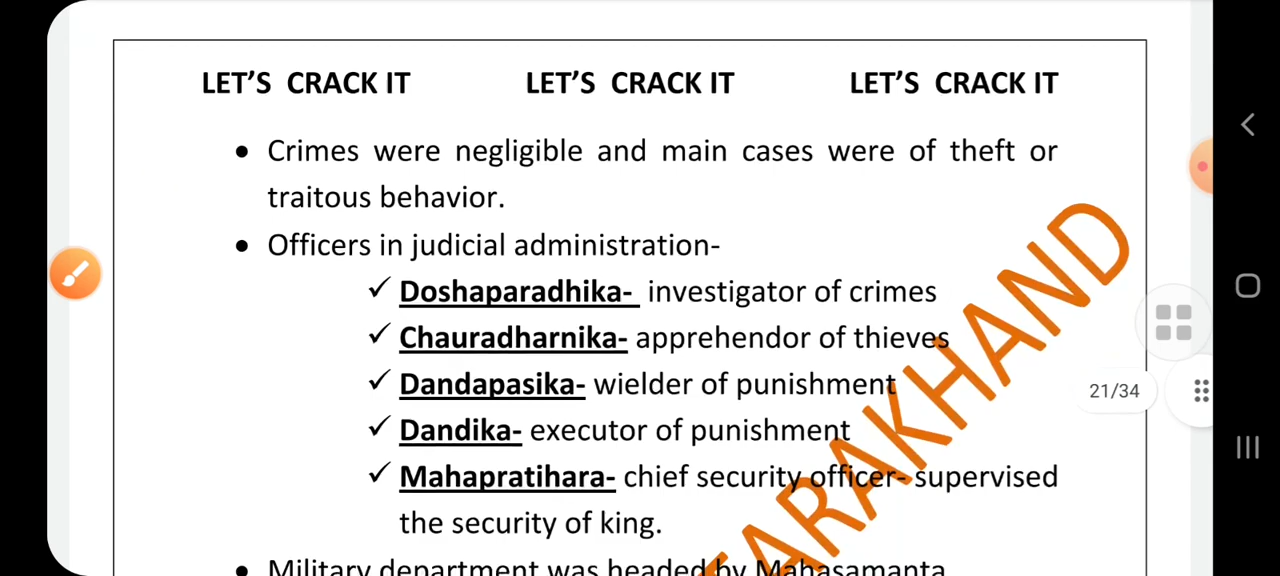 LET'S CRACK IT LET'S CRACK IT LET'S CRACK IT
• Crimes were negligible and main cases were of theft or
traitous behavior.
• Officers in judicial administration-
✓ Doshaparadhika- investigator of crimes
✓ Chauradharnika- apprehendor of thieves
✓ Dandapasika- wielder of punishment
✓ Dandika- executor of punishment
✓ Mahapratihara- chief security officer- supervised
the security of king.
• Military department was headed by Mahasamanta
TARAKHAND
21/34